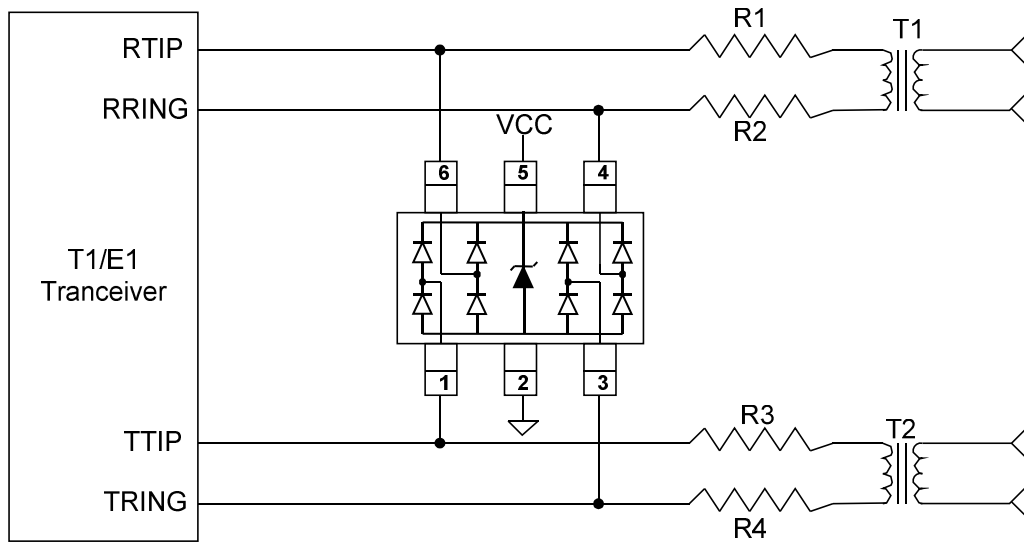 R1
T1
RTIP
RRING
R2
VCC
6
5
4
T1/E1
Tranceiver
1
2
3
R3
T2
TTIP
TRING
R4